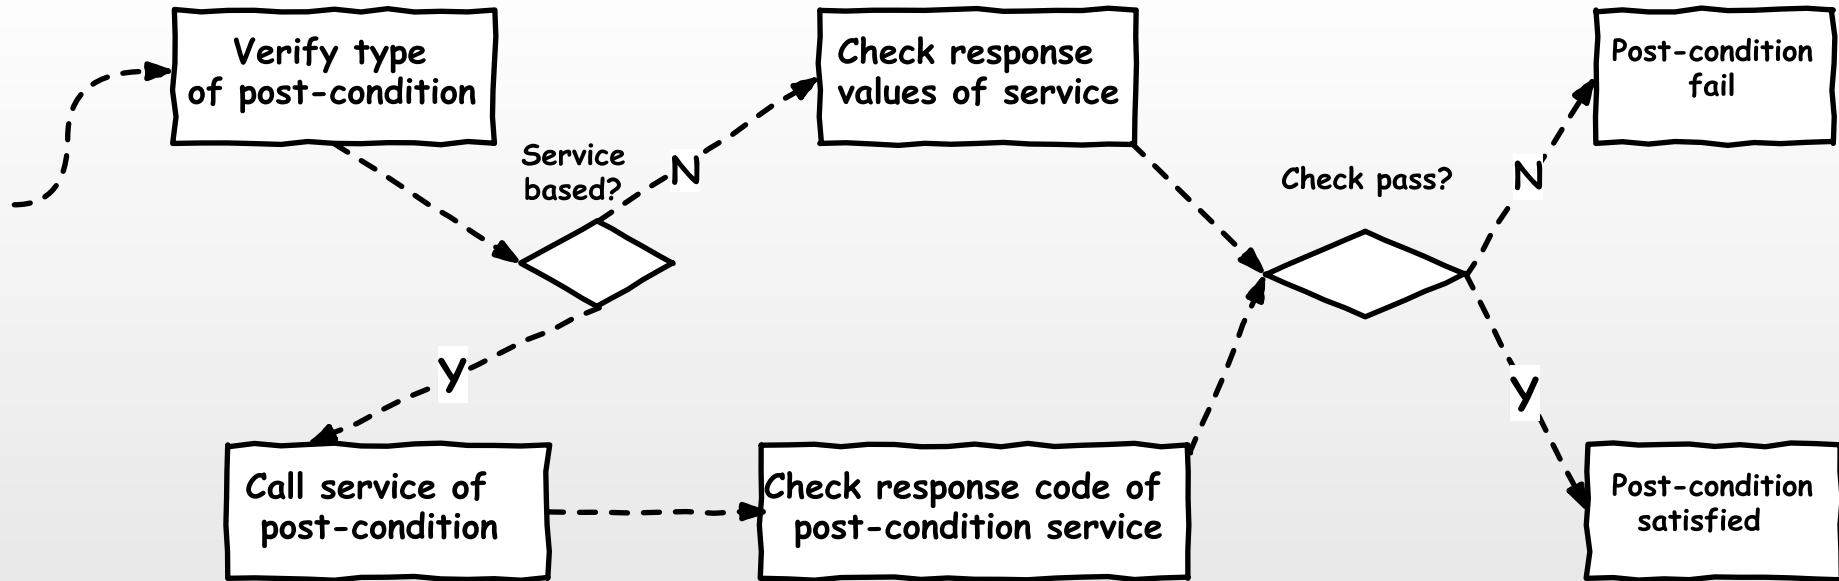 Verify type
of post-condition
Service
based?
N
Check response
values of service
Y
Call service of
post-condition
Check response code of
post-condition service
Check pass?
N
Post-condition
fail
Y
Post-condition
satisfied